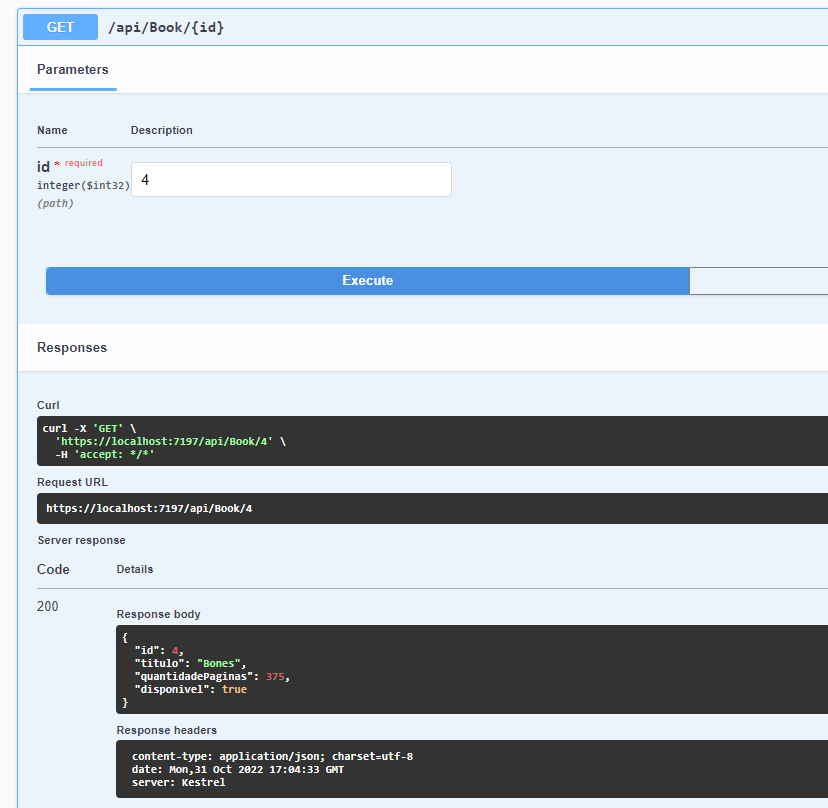 GET /api/Book/{id}
Parameters
Name Description
id * required
integer($int32)
(path)
4
Execute
Responses
Curl
curl -X 'GET' \
'https://localhost:7197/api/Book/4' \
-H 'accept: */*'
Request URL
https://localhost:7197/api/Book/4
Server response
Code Details
200
Response body
{
"id": 4,
"titulo": "Bones",
"quantidadePaginas": 375,
"disponivel": true
}
Response headers
content-type: application/json; charset=utf-8
date: Mon,31 Oct 2022 17:04:33 GMT
server: Kestrel